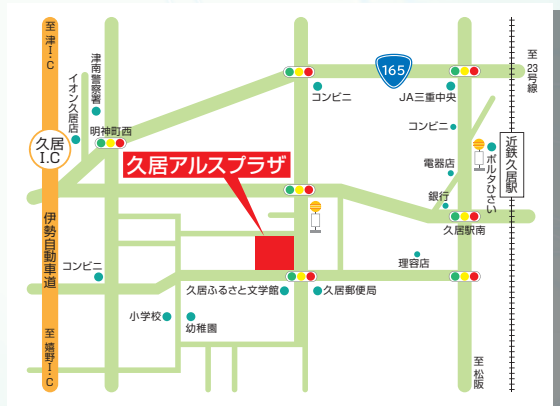 至 津I・C
津南警察署
イオン久居店
明神町西
久居
I.C
伊勢自動車道
至 嬉野I・C
コンビニ
165
JA三重中央
至 23号線
コンビニ
電器店
銀行
ポルタひさい
近鉄久居駅
久居駅南
久居アルスプラザ
コンビニ
理容店
久居ふるさと文学館
久居郵便局
小学校
幼稚園
至 松阪